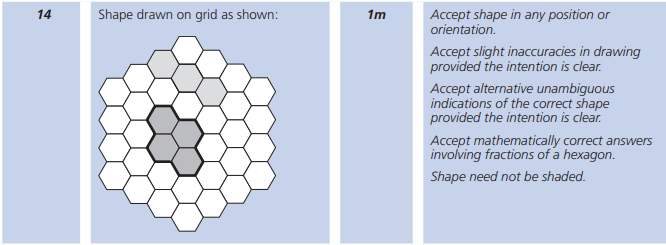 14
Shape drawn on grid as shown:
1m
Accept shape in any position or
orientation.
Accept slight inaccuracies in drawing
provided the intention is clear.
Accept alternative unambiguous
indications of the correct shape
provided the intention is clear.
Accept mathematically correct answers
involving fractions of a hexagon.
Shape need not be shaded.